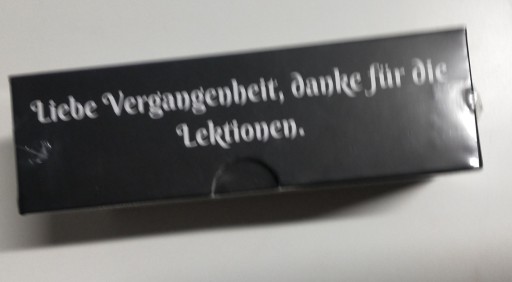 Liebe Vergangenheit, danke für die
Lektionen.